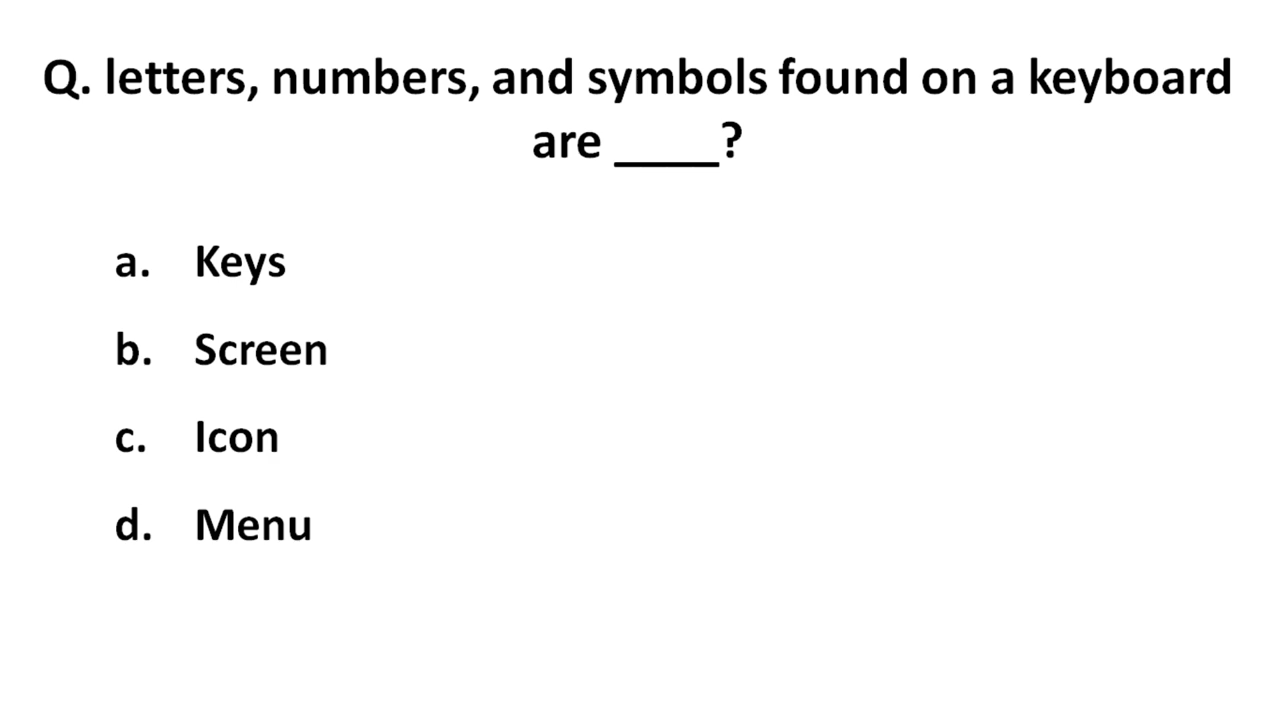 Q. letters, numbers, and symbols found on a keyboard
are ____?
a. Keys
b. Screen
c. Icon
d. Menu